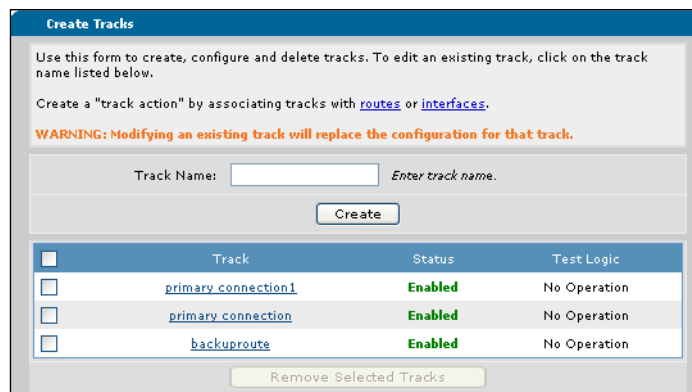 Create Tracks
Use this form to create, configure and delete tracks. To edit an existing track, click on the track
name listed below.
Create a "track action" by associating tracks with routes or interfaces.
WARNING: Modifying an existing track will replace the configuration for that track.
Track Name: Enter track name.
Create
Track Status Test Logic
primary connection1 Enabled No Operation
primary connection Enabled No Operation
backuproute Enabled No Operation
Remove Selected Tracks